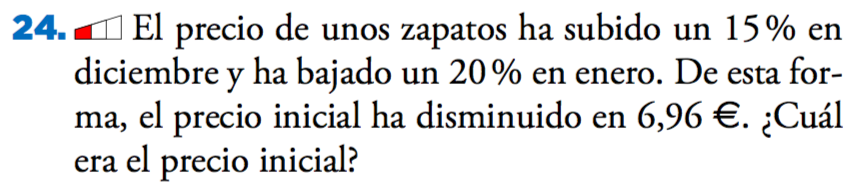 24. El precio de unos zapatos ha subido un 15 % en
diciembre y ha bajado un 20 % en enero. De esta for-
ma, el precio inicial ha disminuido en 6,96 €. ¿Cuál
era el precio inicial?